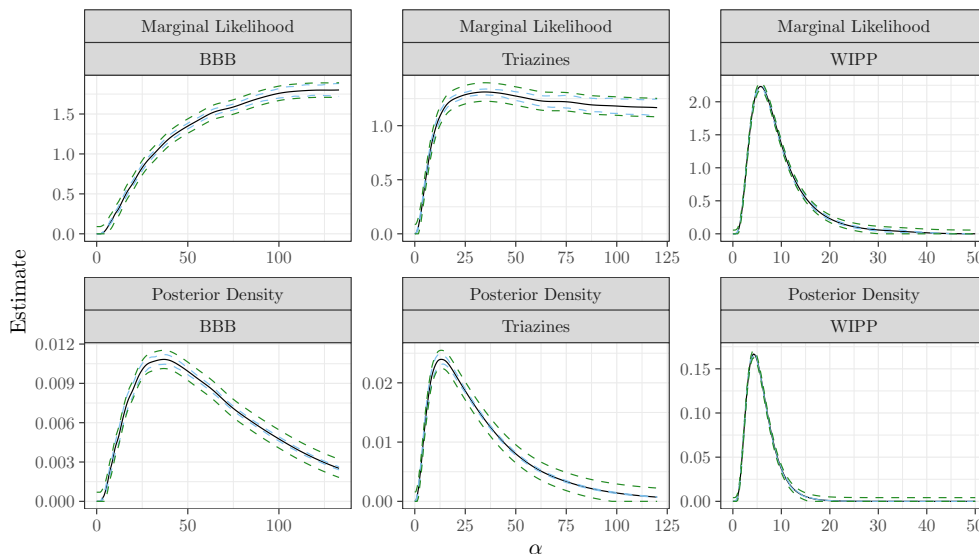 Marginal Likelihood Marginal Likelihood Marginal Likelihood
BBB Triazines WIPP
1.5
1.0
0.5
0.0
0 50 100
1.0
0.5
0.0
0 25 50 75 100 120
2.0
1.5
1.0
0.5
0.0
0 10 20 30 40 50
Estimate
Posterior Density Posterior Density Posterior Density
BBB Triazines WIPP
0.012
0.009
0.006
0.003
0.000
0 50 100
0.02
0.01
0.00
0 25 50 75 100 125
0.15
0.10
0.05
0.00
0 10 20 30 40 50
α